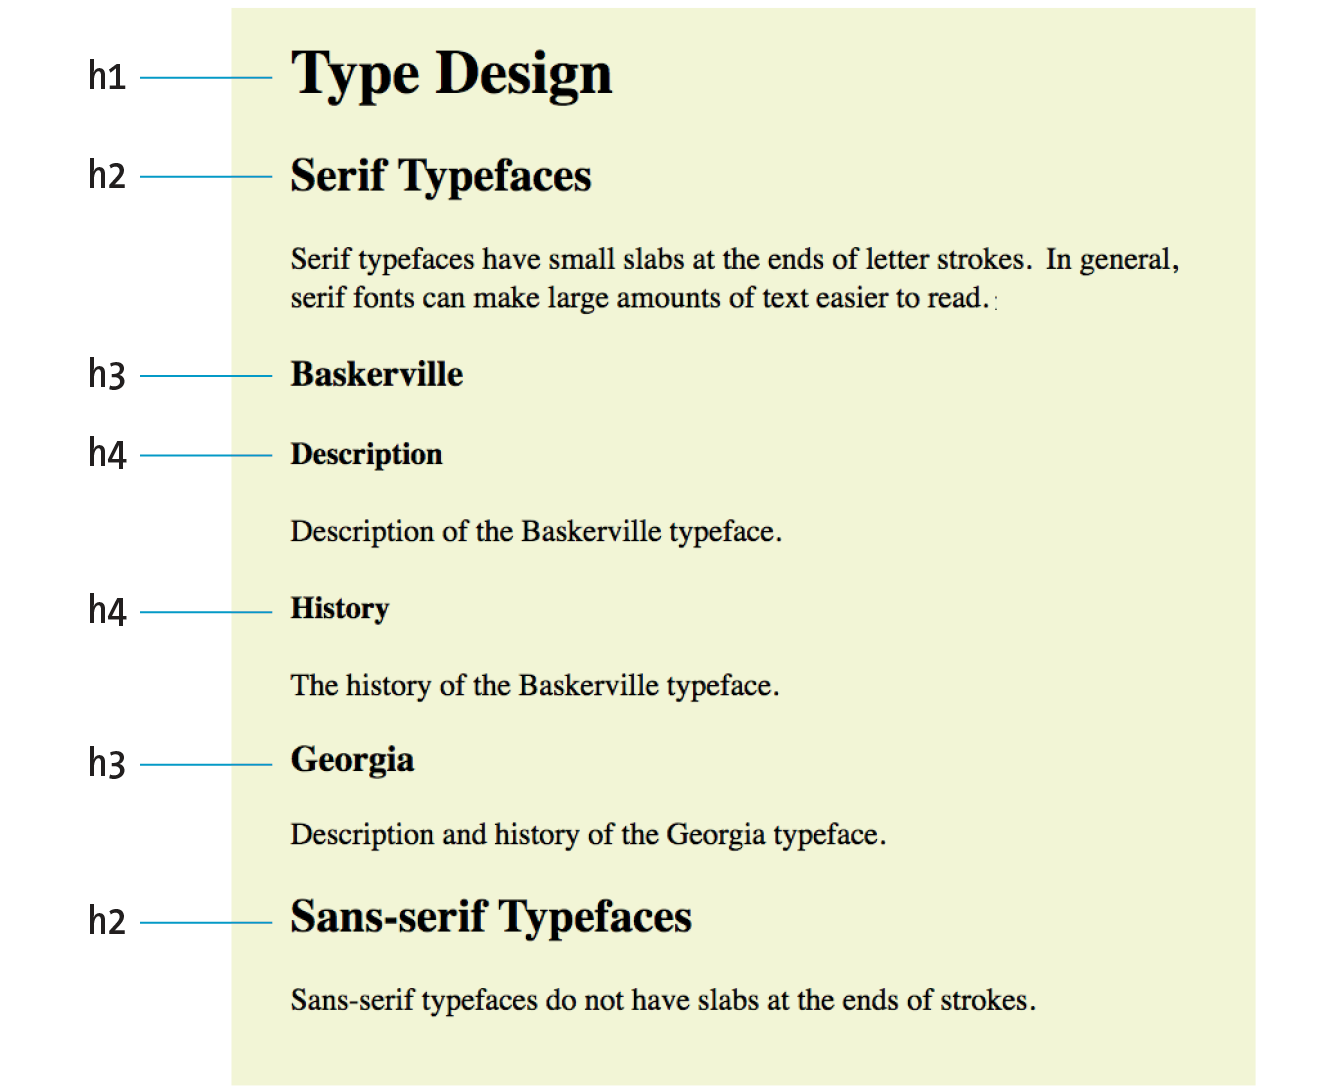 h1 Type Design
h2 Serif Typefaces
Serif typefaces have small slabs at the ends of letter strokes. In general,
serif fonts can make large amounts of text easier to read.
h3 Baskerville
h4 Description
Description of the Baskerville typeface.
h4 History
The history of the Baskerville typeface.
h3 Georgia
Description and history of the Georgia typeface.
h2 Sans-serif Typefaces
Sans-serif typefaces do not have slabs at the ends of strokes.